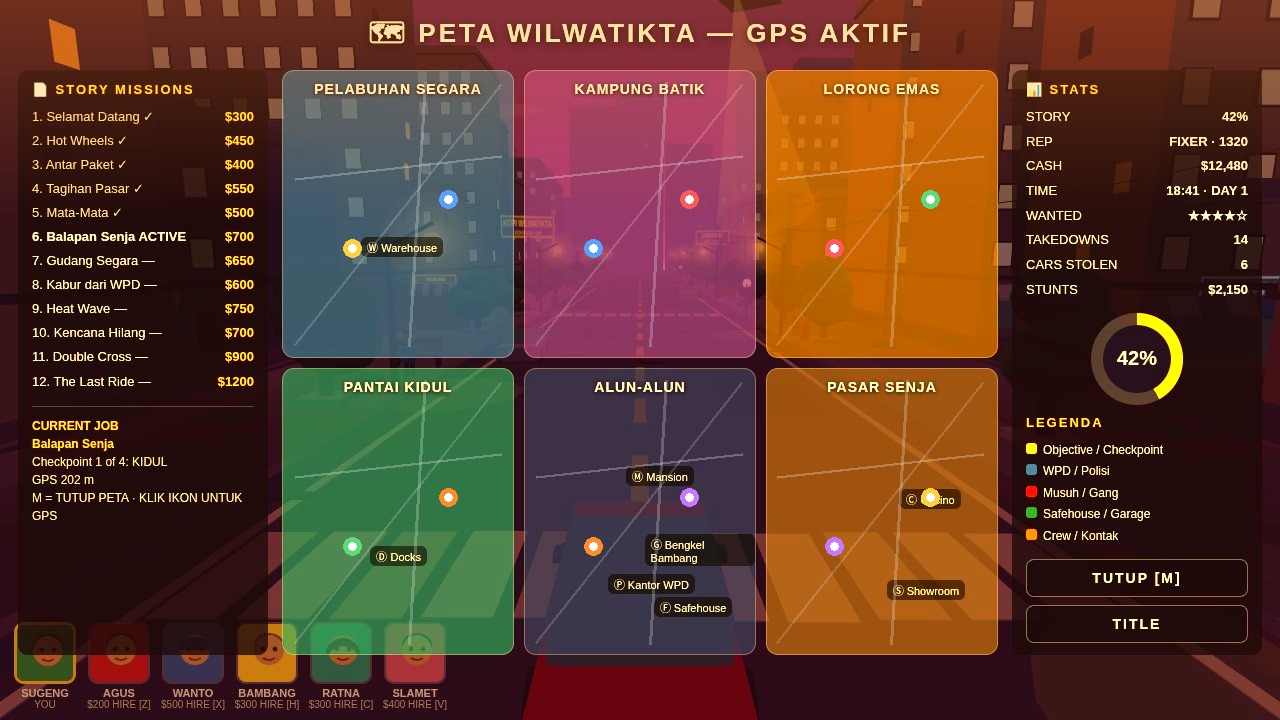 🗺 PETA WILWATIKTA — GPS AKTIF
📄 STORY MISSIONS
1. Selamat Datang ✓ $300
2. Hot Wheels ✓ $450
3. Antar Paket ✓ $400
4. Tagihan Pasar ✓ $550
5. Mata-Mata ✓ $500
6. Balapan Senja ACTIVE $700
7. Gudang Segara — $650
8. Kabur dari WPD — $600
9. Heat Wave — $750
10. Kencana Hilang — $700
11. Double Cross — $900
12. The Last Ride — $1200
CURRENT JOB
Balapan Senja
Checkpoint 1 of 4: KIDUL
GPS 202 m
M = TUTUP PETA · KLIK IKON UNTUK
GPS
PELABUHAN SEGARA
Ⓦ Warehouse
KAMPUNG BATIK
KOPI WILWATIKTA
LORONG EMAS
PANTAI KIDUL
Ⓓ Docks
ALUN-ALUN
Ⓜ Mansion
Ⓖ Bengkel
Bambang
Ⓟ Kantor WPD
Ⓕ Safehouse
PASAR SENJA
Ⓢ Showroom
📊 STATS
STORY 42%
REP FIXER · 1320
CASH $12,480
TIME 18:41 · DAY 1
WANTED ★★★★☆
TAKEDOWNS 14
CARS STOLEN 6
STUNTS $2,150
42%
LEGENDA
Objective / Checkpoint
WPD / Polisi
Musuh / Gang
Safehouse / Garage
Crew / Kontak
TUTUP [M]
TITLE
SUGENG
YOU
AGUS
$200 HIRE [Z]
WANTO
$500 HIRE [X]
BAMBANG
$300 HIRE [H]
RATNA
$300 HIRE [C]
SLAMET
$400 HIRE [V]